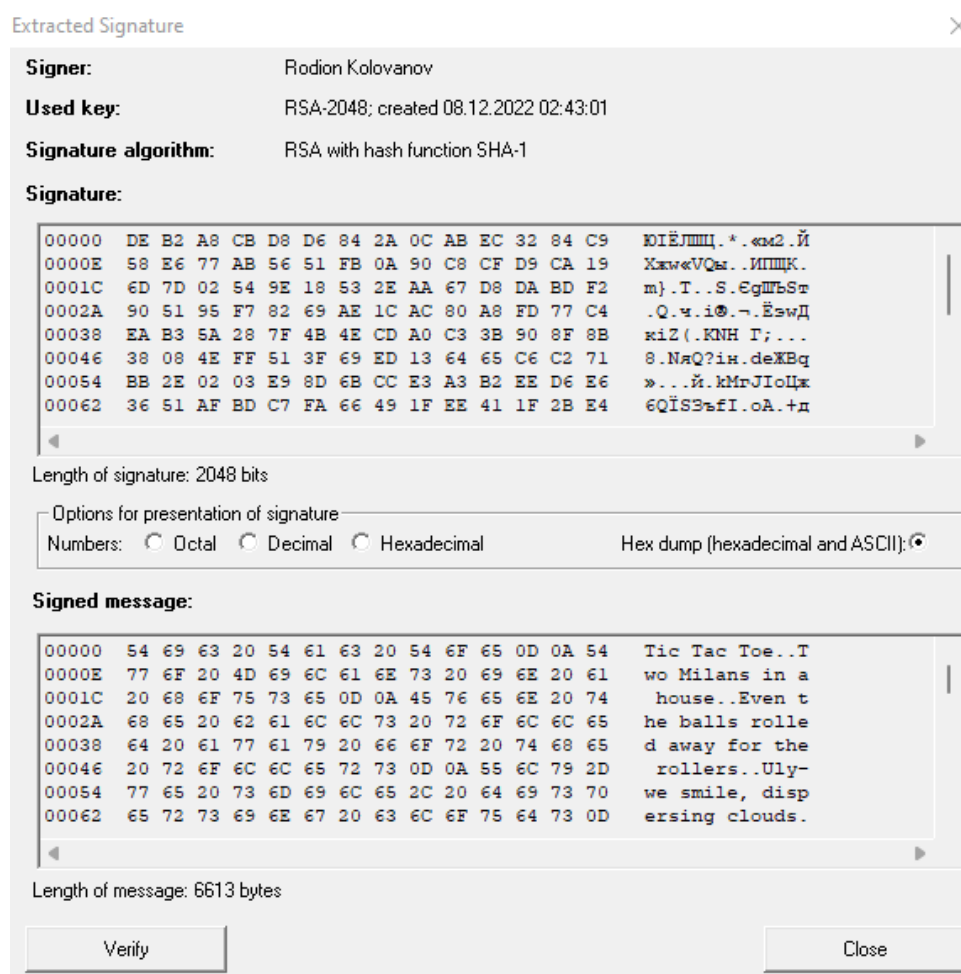 Extracted Signature
Signer: Rodion Kolovanov
Used key: RSA-2048; created 08.12.2022 02:43:01
Signature algorithm: RSA with hash function SHA-1
Signature:
00000 DE B2 A8 CB D8 D6 84 2A 0C AB EC 32 84 C9 ЮІЁЛШЦ.*.«м2.Й
0000E 58 E6 77 AB 56 51 FB 0A 90 C8 CF D9 CA 19 Xжw«VQы..ИПЩК.
0001C 6D 7D 02 54 9E 18 53 2E AA 67 D8 DA BD F2 m}.T..S.ЄgШЪЅт
0002A 90 51 95 F7 82 69 AE 1C AC 80 A8 FD 77 C4 .Q.ч.i®.¬.ЁэwД
00038 EA B3 5A 28 7F 4B 4E CD A0 C3 3B 90 8F 8B кіZ(.KNН Г;...
00046 38 08 4E FF 51 3F 69 ED 13 64 65 C6 C2 71 8.NяQ?iн.deЖВq
00054 BB 2E 02 03 E9 8D 6B CC E3 A3 B2 EE D6 E6 »...й.kМгЈІоЦж
00062 36 51 AF BD C7 FA 66 49 1F EE 41 1F 2B E4 6QЇЅЗъfI.оA.+д
Length of signature: 2048 bits
Options for presentation of signature
Numbers: Octal Decimal Hexadecimal Hex dump (hexadecimal and ASCII):
Signed message:
00000 54 69 63 20 54 61 63 20 54 6F 65 0D 0A 54 Tic Tac Toe..T
0000E 77 6F 20 4D 69 6C 61 6E 73 20 69 6E 20 61 wo Milans in a
0001C 20 68 6F 75 73 65 0D 0A 45 76 65 6E 20 74 house..Even t
0002A 68 65 20 62 61 6C 6C 73 20 72 6F 6C 6C 65 he balls rolle
00038 64 20 61 77 61 79 20 66 6F 72 20 74 68 65 d away for the
00046 20 72 6F 6C 6C 65 72 73 0D 0A 55 6C 79 2D rollers..Uly-
00054 77 65 20 73 6D 69 6C 65 2C 20 64 69 73 70 we smile, disp
00062 65 72 73 69 6E 67 20 63 6C 6F 75 64 73 0D ersing clouds.
Length of message: 6613 bytes
Verify Close